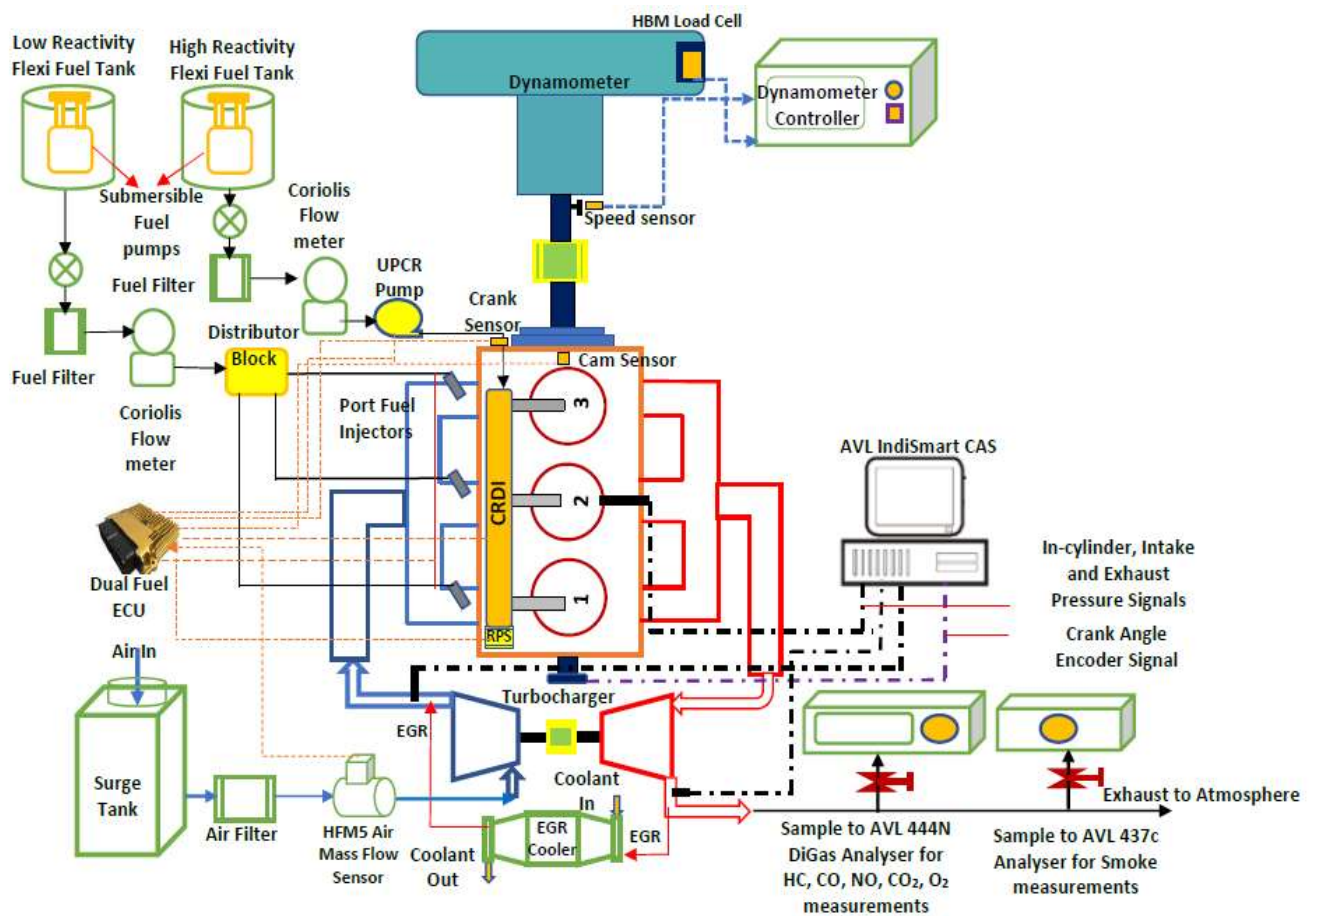 HBM Load Cell
Low Reactivity
Flexi Fuel Tank
High Reactivity
Flexi Fuel Tank
Dynamometer
Dynamometer
Controller
Submersible
Fuel
pumps
Coriolis
Flow
meter
Speed sensor
Fuel Filter
UPCR
Pump
Crank
Sensor
Distributor
Block
Cam Sensor
Fuel Filter
Coriolis
Flow
meter
Port Fuel
Injectors
3
CRDI
2
1
RPS
AVL IndiSmart CAS
In-cylinder, Intake
and Exhaust
Pressure Signals
Crank Angle
Encoder Signal
Dual Fuel
ECU
Air In
Turbocharger
EGR
Surge
Tank
Air Filter
HFM5 Air
Mass Flow
Sensor
Coolant
In
EGR
Cooler
EGR
Coolant
Out
Exhaust to Atmosphere
Sample to AVL 444N
DiGas Analyser for
HC, CO, NO, CO₂, O₂
measurements
Sample to AVL 437c
Analyser for Smoke
measurements